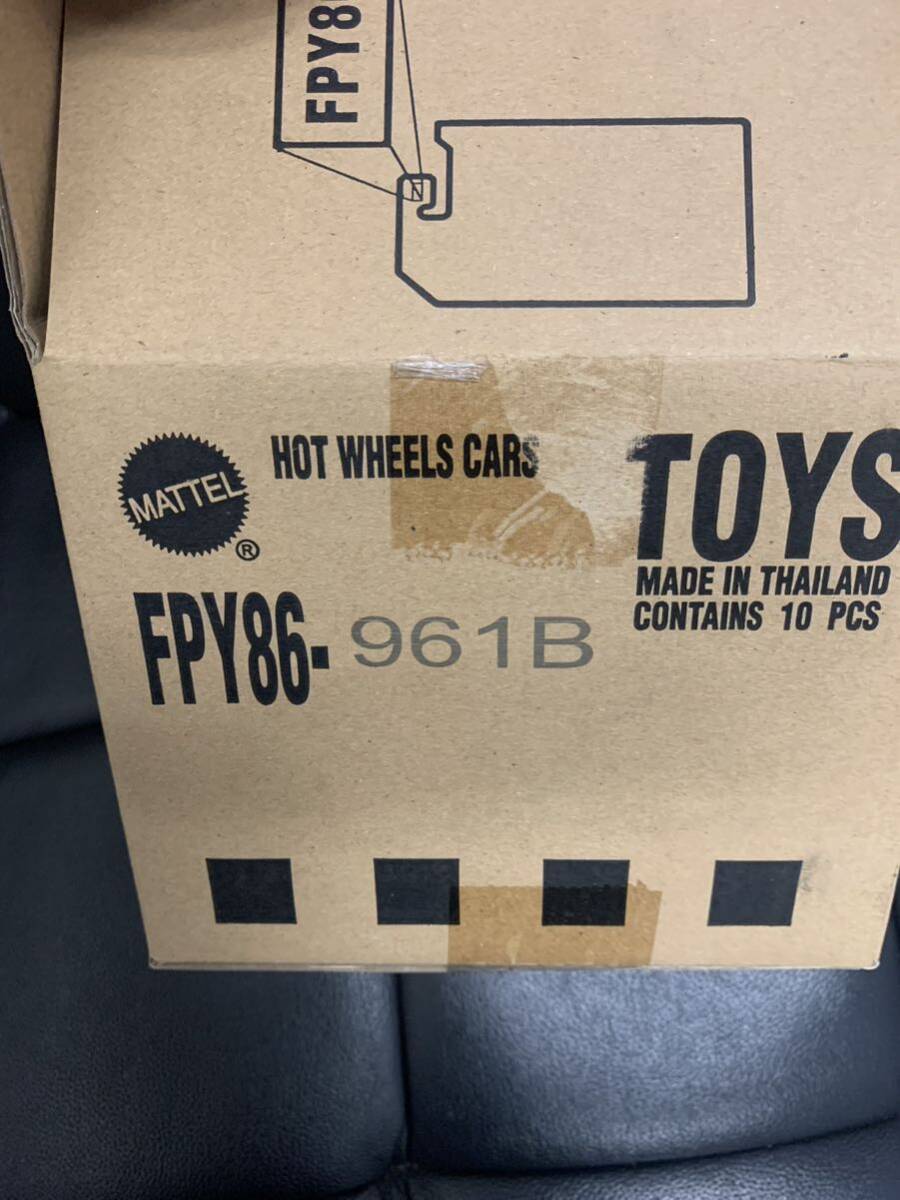 FPY8
MATTEL
®
HOT WHEELS CARS
TOYS
MADE IN THAILAND
CONTAINS 10 PCS
FPY86-961B